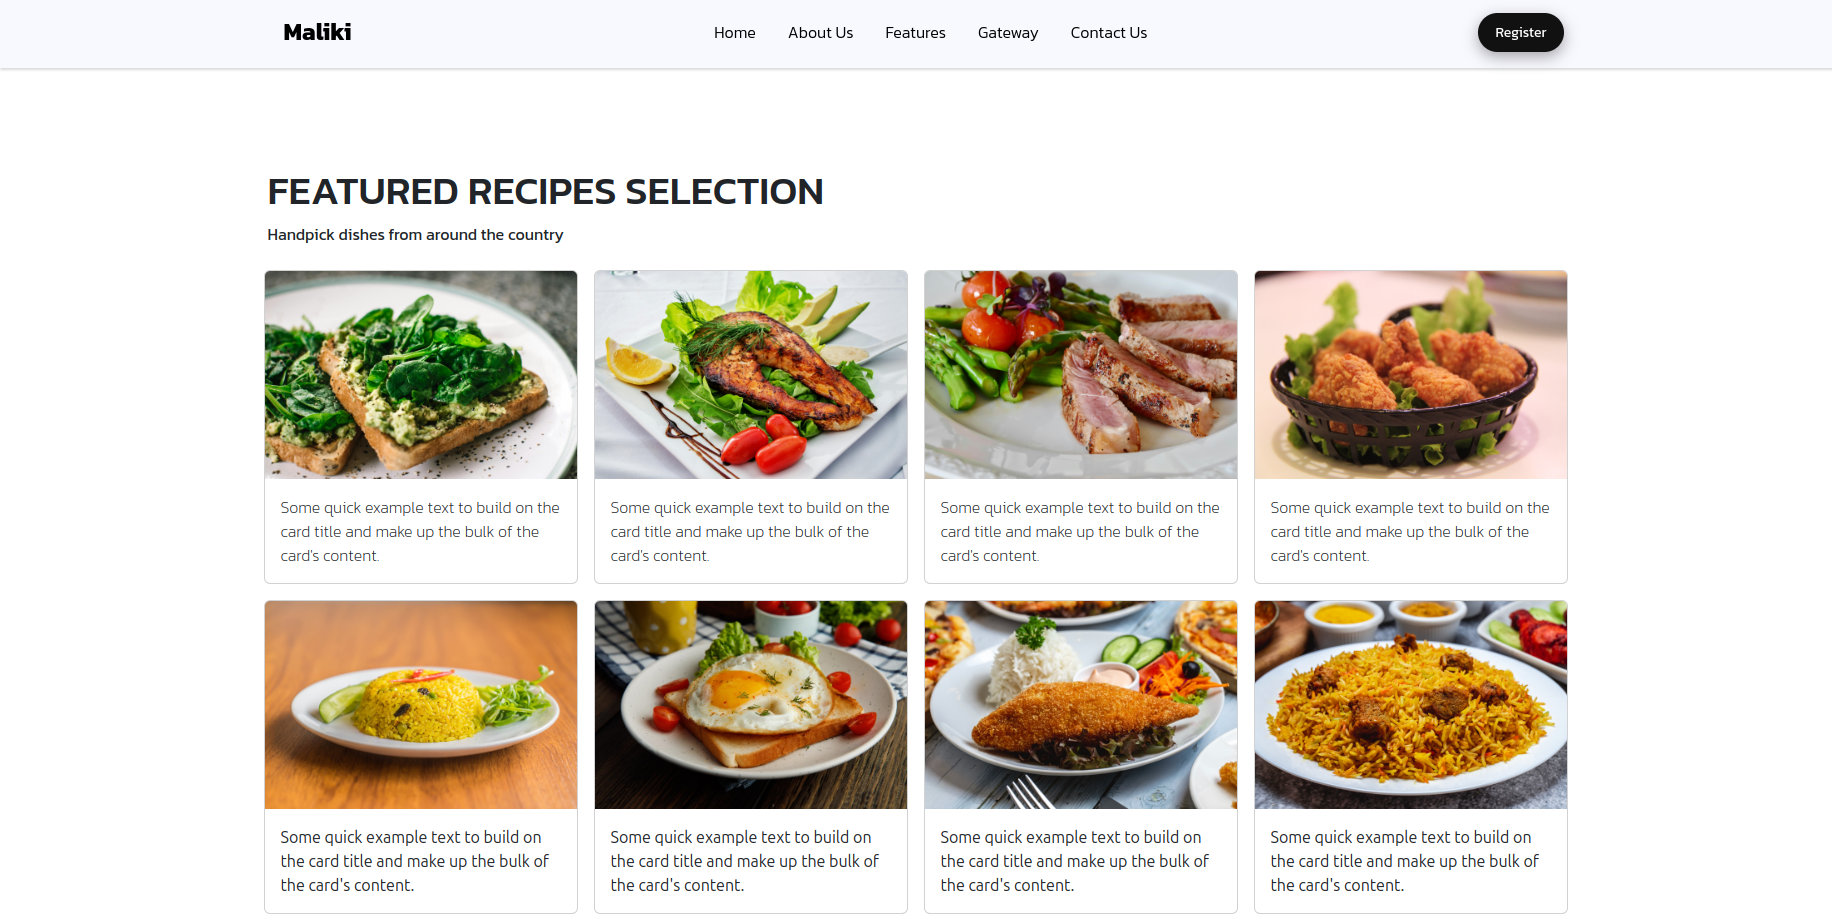 Maliki
Home About Us Features Gateway Contact Us
Register
FEATURED RECIPES SELECTION
Handpick dishes from around the country
Some quick example text to build on the
card title and make up the bulk of the
card's content.
Some quick example text to build on the
card title and make up the bulk of the
card's content.
Some quick example text to build on the
card title and make up the bulk of the
card's content.
Some quick example text to build on the
card title and make up the bulk of the
card's content.
Some quick example text to build on
the card title and make up the bulk of
the card's content.
Some quick example text to build on
the card title and make up the bulk of
the card's content.
Some quick example text to build on
the card title and make up the bulk of
the card's content.
Some quick example text to build on
the card title and make up the bulk of
the card's content.